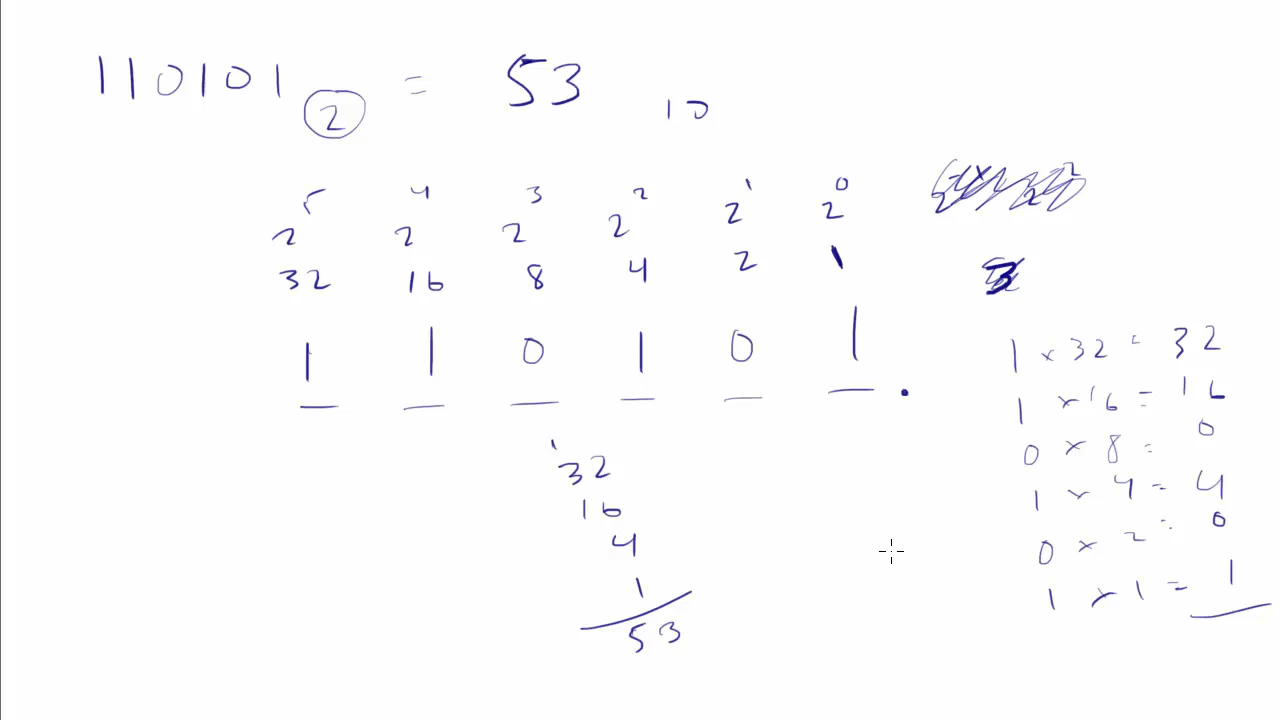 110101 2 = 53 10
5 4 3 2 1 0
2 2 2 2 2 2
32 16 8 4 2 1
3
1 1 0 1 0 1 .
1 × 32 = 32
1 × 16 = 16
0 × 8 = 0
1 × 4 = 4
0 × 2 = 0
1 × 1 = 1
1
32
16
4
1
53